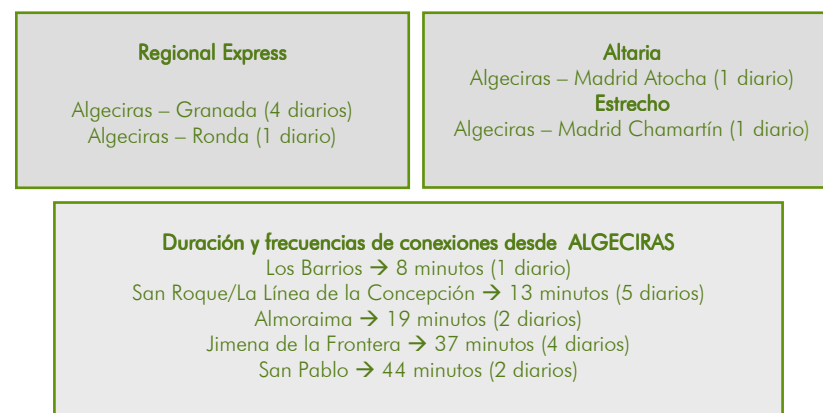 Regional Express
Algeciras – Granada (4 diarios)
Algeciras – Ronda (1 diario)
Altaria
Algeciras – Madrid Atocha (1 diario)
Estrecho
Algeciras – Madrid Chamartín (1 diario)
Duración y frecuencias de conexiones desde ALGECIRAS
Los Barrios → 8 minutos (1 diario)
San Roque/La Línea de la Concepción → 13 minutos (5 diarios)
Almoraima → 19 minutos (2 diarios)
Jimena de la Frontera → 37 minutos (4 diarios)
San Pablo → 44 minutos (2 diarios)